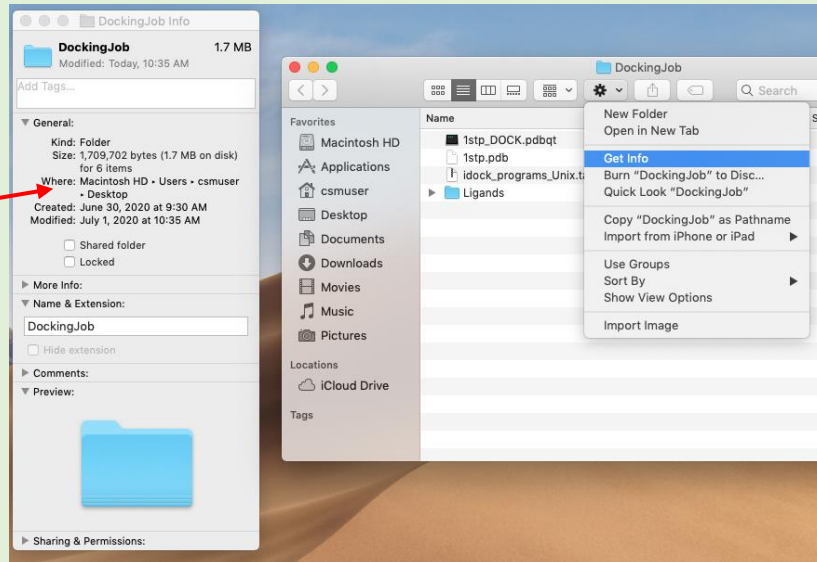 DockingJob Info
DockingJob 1.7 MB
Modified: Today, 10:35 AM
Add Tags...
General:
Kind: Folder
Size: 1,709,702 bytes (1.7 MB on disk)
for 6 items
Where: Macintosh HD ▸ Users ▸ csmuser
▸ Desktop
Created: June 30, 2020 at 9:30 AM
Modified: July 1, 2020 at 10:35 AM
Shared folder
Locked
More Info:
Name & Extension:
DockingJob
Hide extension
Comments:
Preview:
Sharing & Permissions:
DockingJob
Search
Favorites
Macintosh HD
Applications
csmuser
Desktop
Documents
Downloads
Movies
Music
Pictures
Locations
iCloud Drive
Tags
Name
1stp_DOCK.pdbqt
1stp.pdb
idock_programs_Unix.ta
Ligands
New Folder
Open in New Tab
Get Info
Burn “DockingJob” to Disc...
Quick Look “DockingJob”
Copy “DockingJob” as Pathname
Import from iPhone or iPad
Use Groups
Sort By
Show View Options
Import Image